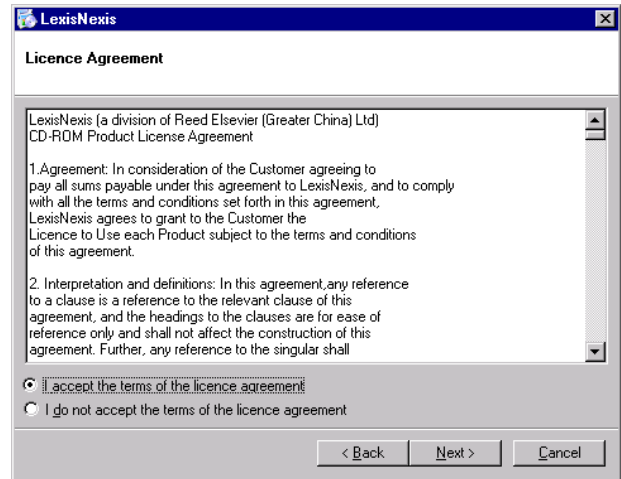 LexisNexis
Licence Agreement
LexisNexis (a division of Reed Elsevier (Greater China) Ltd)
CD-ROM Product License Agreement
1.Agreement: In consideration of the Customer agreeing to
pay all sums payable under this agreement to LexisNexis, and to comply
with all the terms and conditions set forth in this agreement,
LexisNexis agrees to grant to the Customer the
Licence to Use each Product subject to the terms and conditions
of this agreement.
2. Interpretation and definitions: In this agreement,any reference
to a clause is a reference to the relevant clause of this
agreement, and the headings to the clauses are for ease of
reference only and shall not affect the construction of this
agreement. Further, any reference to the singular shall
I accept the terms of the licence agreement
I do not accept the terms of the licence agreement
< Back Next > Cancel